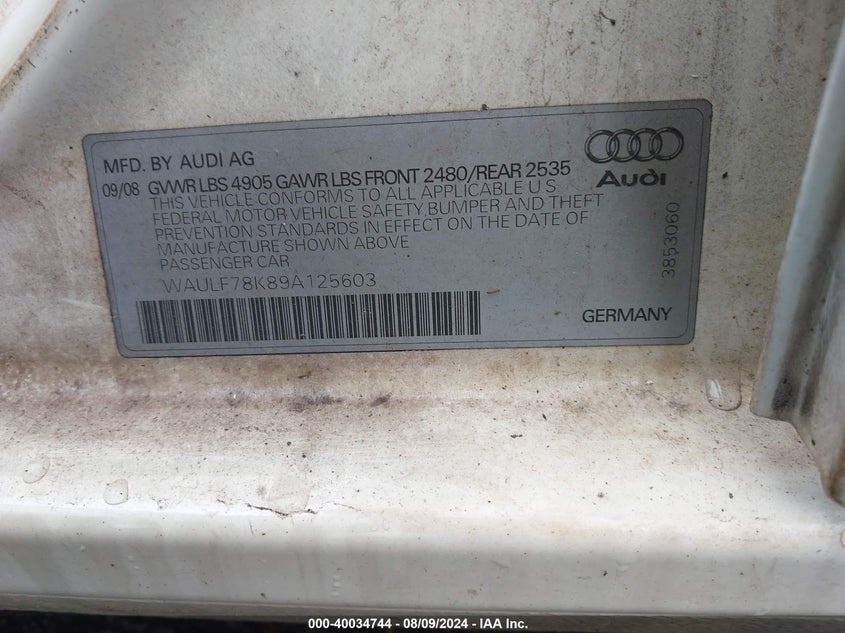 MFD. BY AUDI AG
09/08 GVWR LBS 4905 GAWR LBS FRONT 2480/REAR 2535
THIS VEHICLE CONFORMS TO ALL APPLICABLE U S
FEDERAL MOTOR VEHICLE SAFETY, BUMPER AND THEFT
PREVENTION STANDARDS IN EFFECT ON THE DATE OF
MANUFACTURE SHOWN ABOVE
PASSENGER CAR
WAULF78K89A125603
Audi
3853060
GERMANY
000-40034744 - 08/09/2024 - IAA Inc.